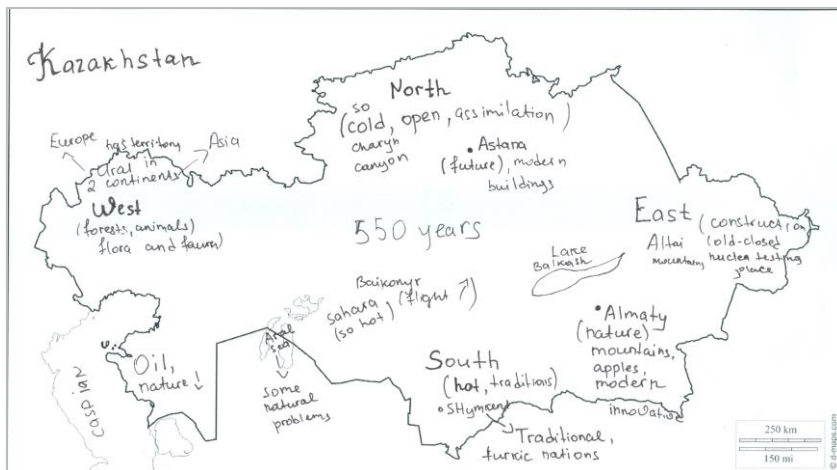 Kazakhstan
North
so
(cold, open, assimilation)
charyn
canyon
Astana
(future), modern
buildings
Europe has territory Asia
Ural in
2 continents
West
(forests, animals)
flora and fauna
550 years
East (construction)
Altai
mountains
(old-closed
nuclea testing
place
Lake
Balkash
Baikonyr
(flight ↗)
Sahara
(so hot)
Aral
sea
some
natural
problems
Almaty
(nature)
mountains,
apples,
modern
innovative
South
(hot, traditions)
SHymkent
Traditional,
turkic nations
Oil,
nature!
Caspian
250 km
150 mi
© d-maps.com